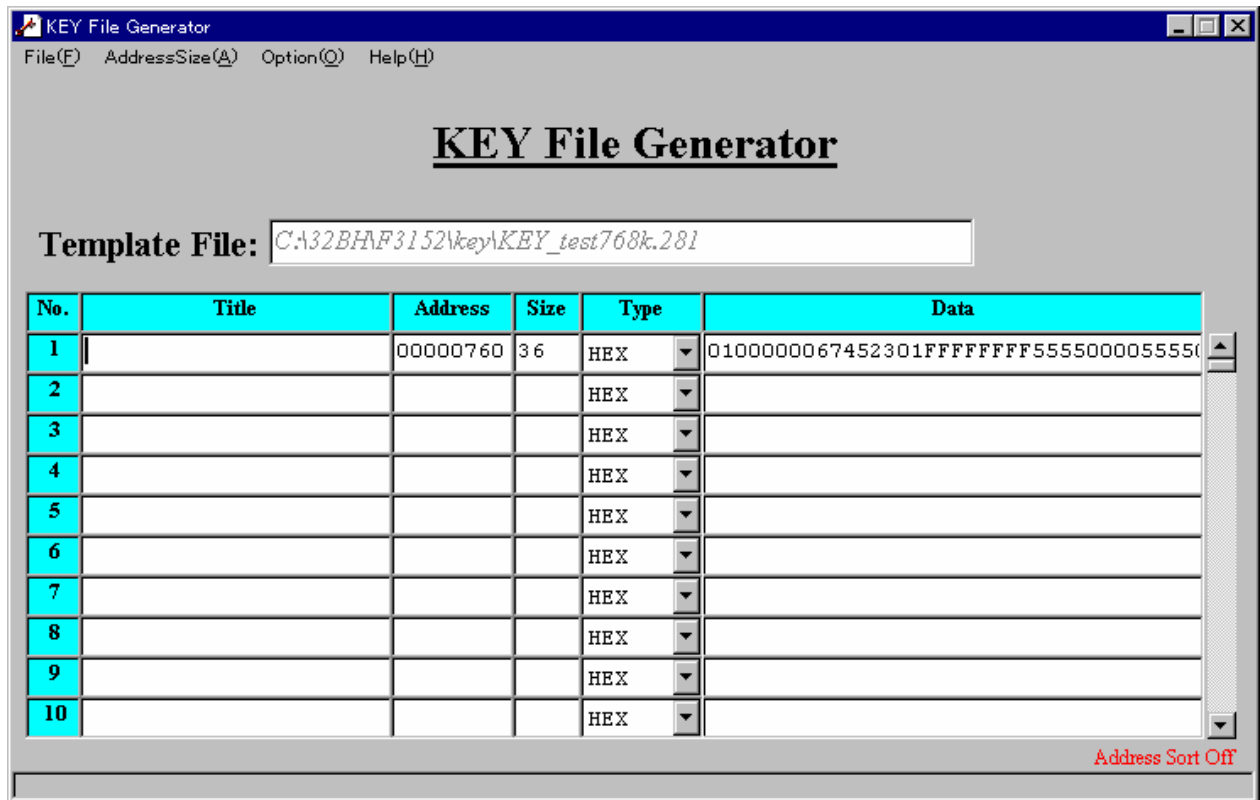 KEY File Generator
File(F) AddressSize(A) Option(O) Help(H)
KEY File Generator
Template File: C:\32BH\F3152\key\KEY_test768k.281
No. Title Address Size Type Data
1 00000760 36 HEX 0100000067452301FFFFFFFF555500005555(
2 HEX
3 HEX
4 HEX
5 HEX
6 HEX
7 HEX
8 HEX
9 HEX
10 HEX
Address Sort Off